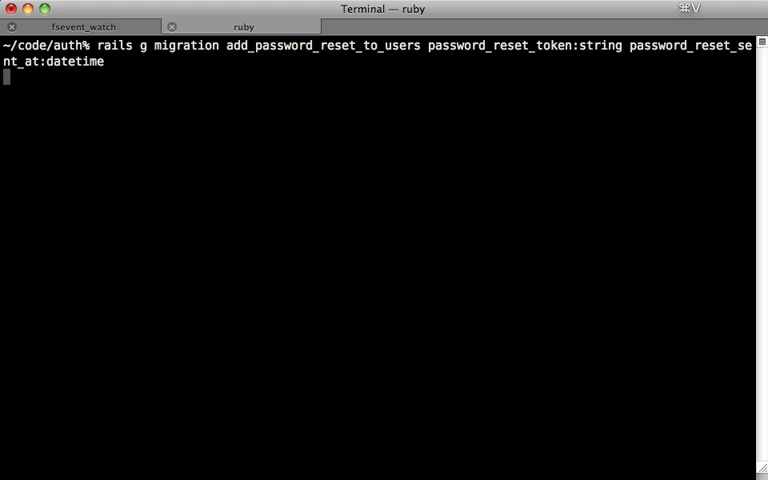 Terminal — ruby
⌘V
fsevent_watch
ruby
~/code/auth% rails g migration add_password_reset_to_users password_reset_token:string password_reset_se
nt_at:datetime